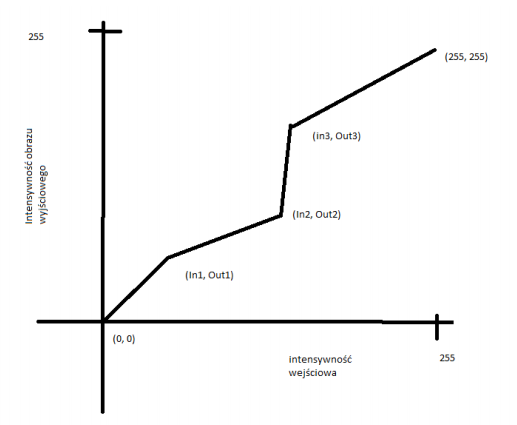 255
(255, 255)
Intensywność obrazu
wyjściowego
(in3, Out3)
(In2, Out2)
(In1, Out1)
(0, 0)
intensywność
wejściowa
255